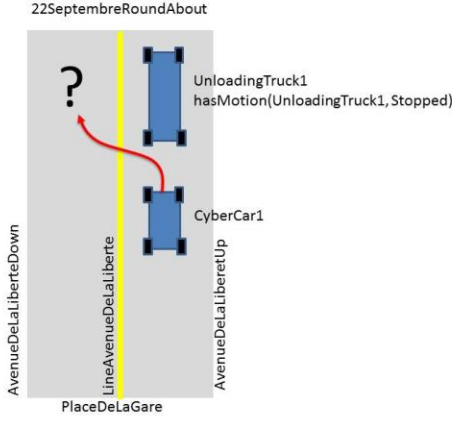 22SeptembreRoundAbout
?
UnloadingTruck1
hasMotion(UnloadingTruck1, Stopped)
CyberCar1
AvenueDeLaLiberteDown
LineAvenueDeLaLiberte
AvenueDeLaLiberetUp
PlaceDeLaGare